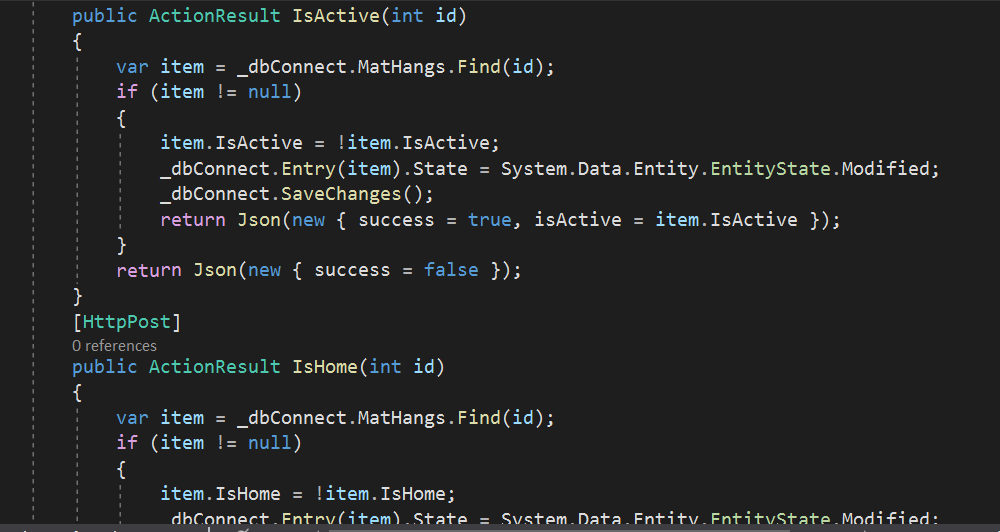 public ActionResult IsActive(int id)
{
var item = _dbConnect.MatHangs.Find(id);
if (item != null)
{
item.IsActive = !item.IsActive;
_dbConnect.Entry(item).State = System.Data.Entity.EntityState.Modified;
_dbConnect.SaveChanges();
return Json(new { success = true, isActive = item.IsActive });
}
return Json(new { success = false });
}
[HttpPost]
0 references
public ActionResult IsHome(int id)
{
var item = _dbConnect.MatHangs.Find(id);
if (item != null)
{
item.IsHome = !item.IsHome;
_dbConnect.Entry(item).State = System.Data.Entity.EntityState.Modified;